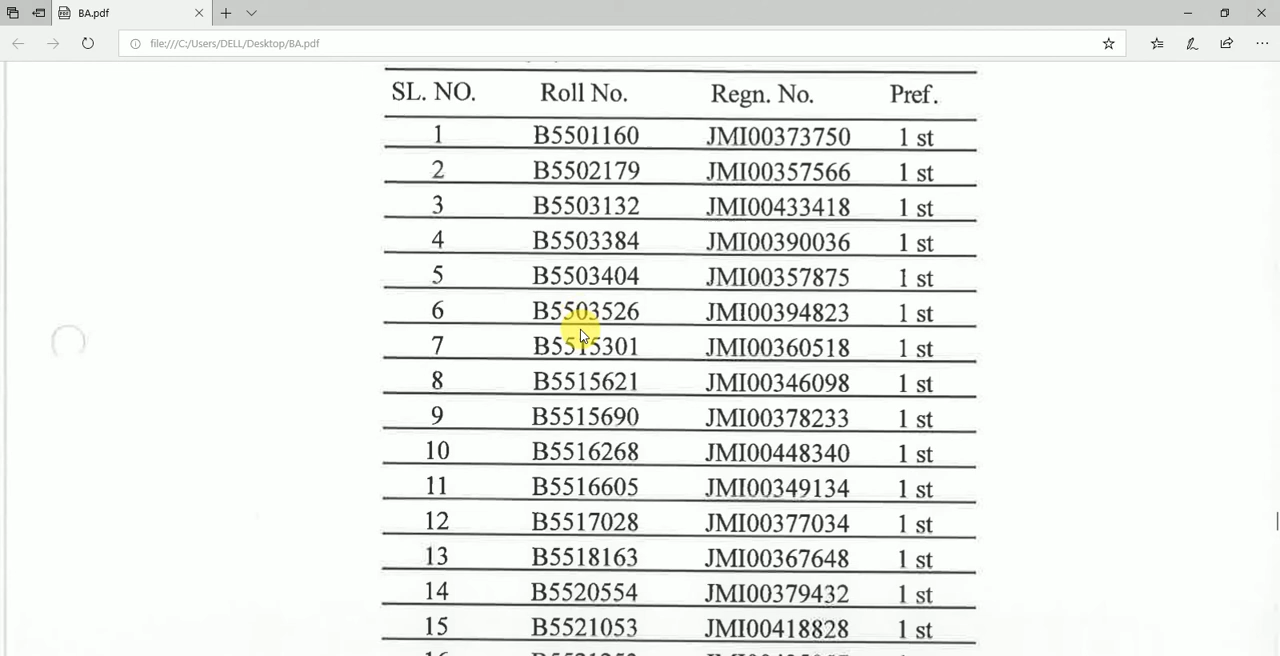 BA.pdf
file:///C:/Users/DELL/Desktop/BA.pdf
SL. NO. Roll No. Regn. No. Pref.
1 B5501160 JMI00373750 1 st
2 B5502179 JMI00357566 1 st
3 B5503132 JMI00433418 1 st
4 B5503384 JMI00390036 1 st
5 B5503404 JMI00357875 1 st
6 B5503526 JMI00394823 1 st
7 B5515301 JMI00360518 1 st
8 B5515621 JMI00346098 1 st
9 B5515690 JMI00378233 1 st
10 B5516268 JMI00448340 1 st
11 B5516605 JMI00349134 1 st
12 B5517028 JMI00377034 1 st
13 B5518163 JMI00367648 1 st
14 B5520554 JMI00379432 1 st
15 B5521053 JMI00418828 1 st